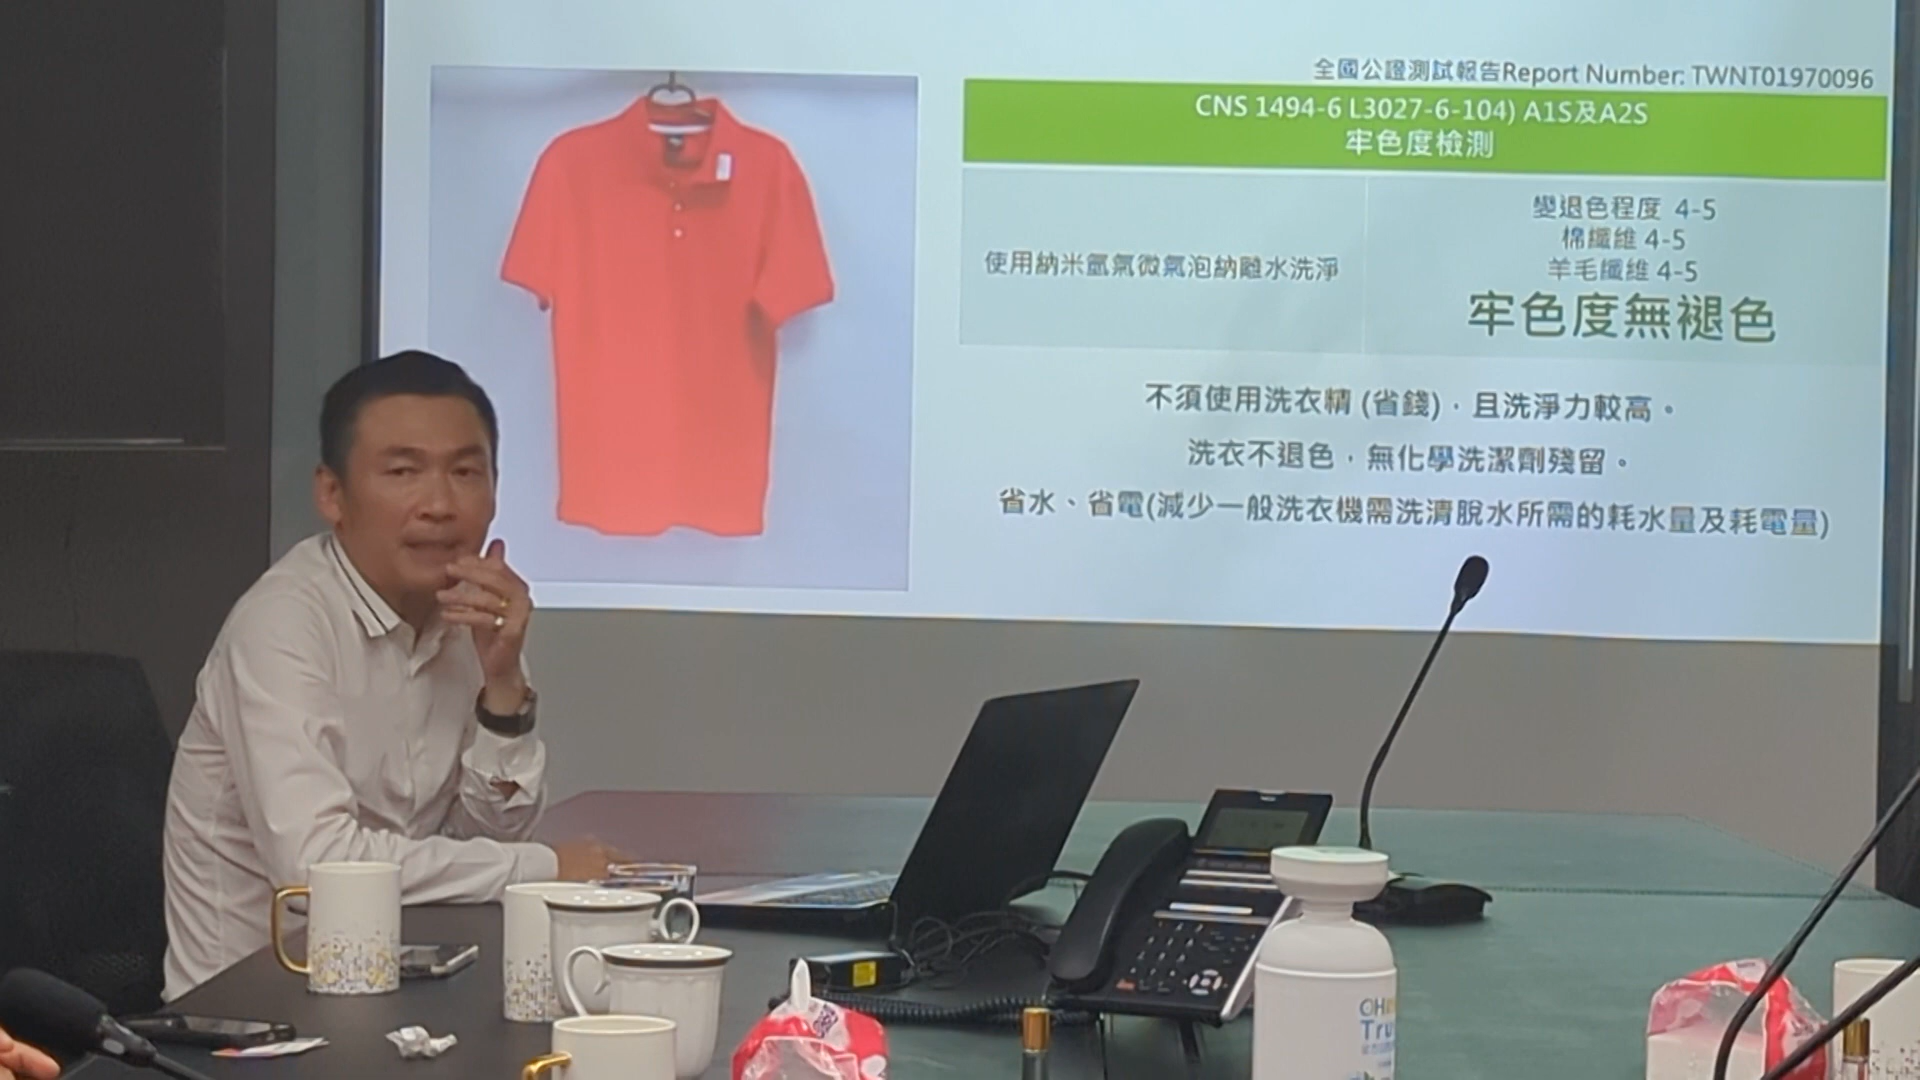 全國公證測試報告Report Number: TWNT01970096
CNS 1494-6 L3027-6-104) A1S及A2S
牢色度檢測
使用納米氫氣微氣泡納離水洗淨
變退色程度 4-5
棉纖維 4-5
羊毛纖維 4-5
牢色度無褪色
不須使用洗衣精 (省錢)，且洗淨力較高。
洗衣不退色，無化學洗潔劑殘留。
省水、省電(減少一般洗衣機需洗清脫水所需的耗水量及耗電量)